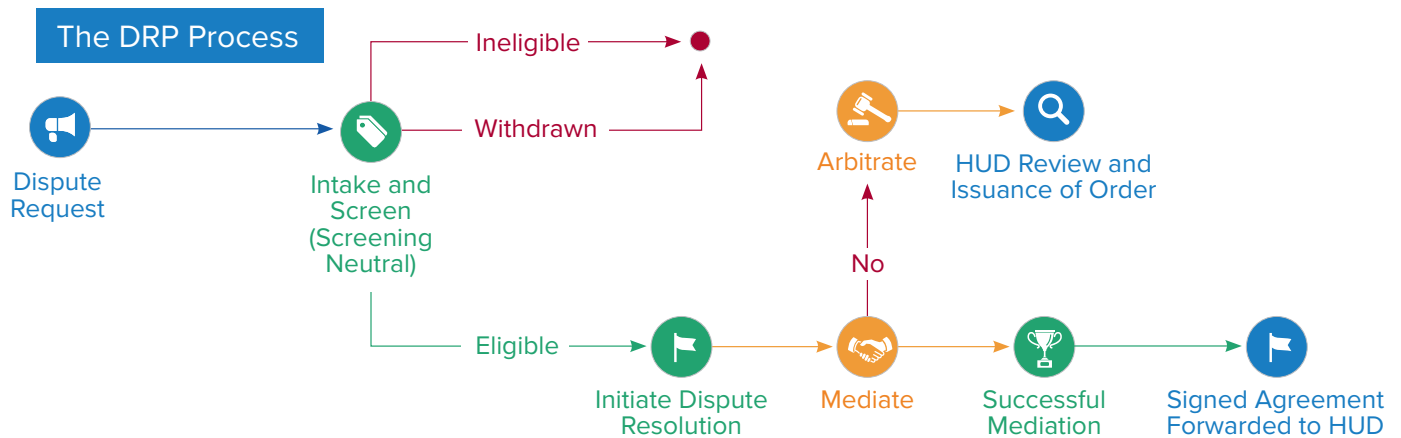 The DRP Process
Ineligible
Withdrawn
Dispute
Request
Intake and
Screen
(Screening
Neutral)
Arbitrate
HUD Review and
Issuance of Order
No
Eligible
Initiate Dispute
Resolution
Mediate
Successful
Mediation
Signed Agreement
Forwarded to HUD